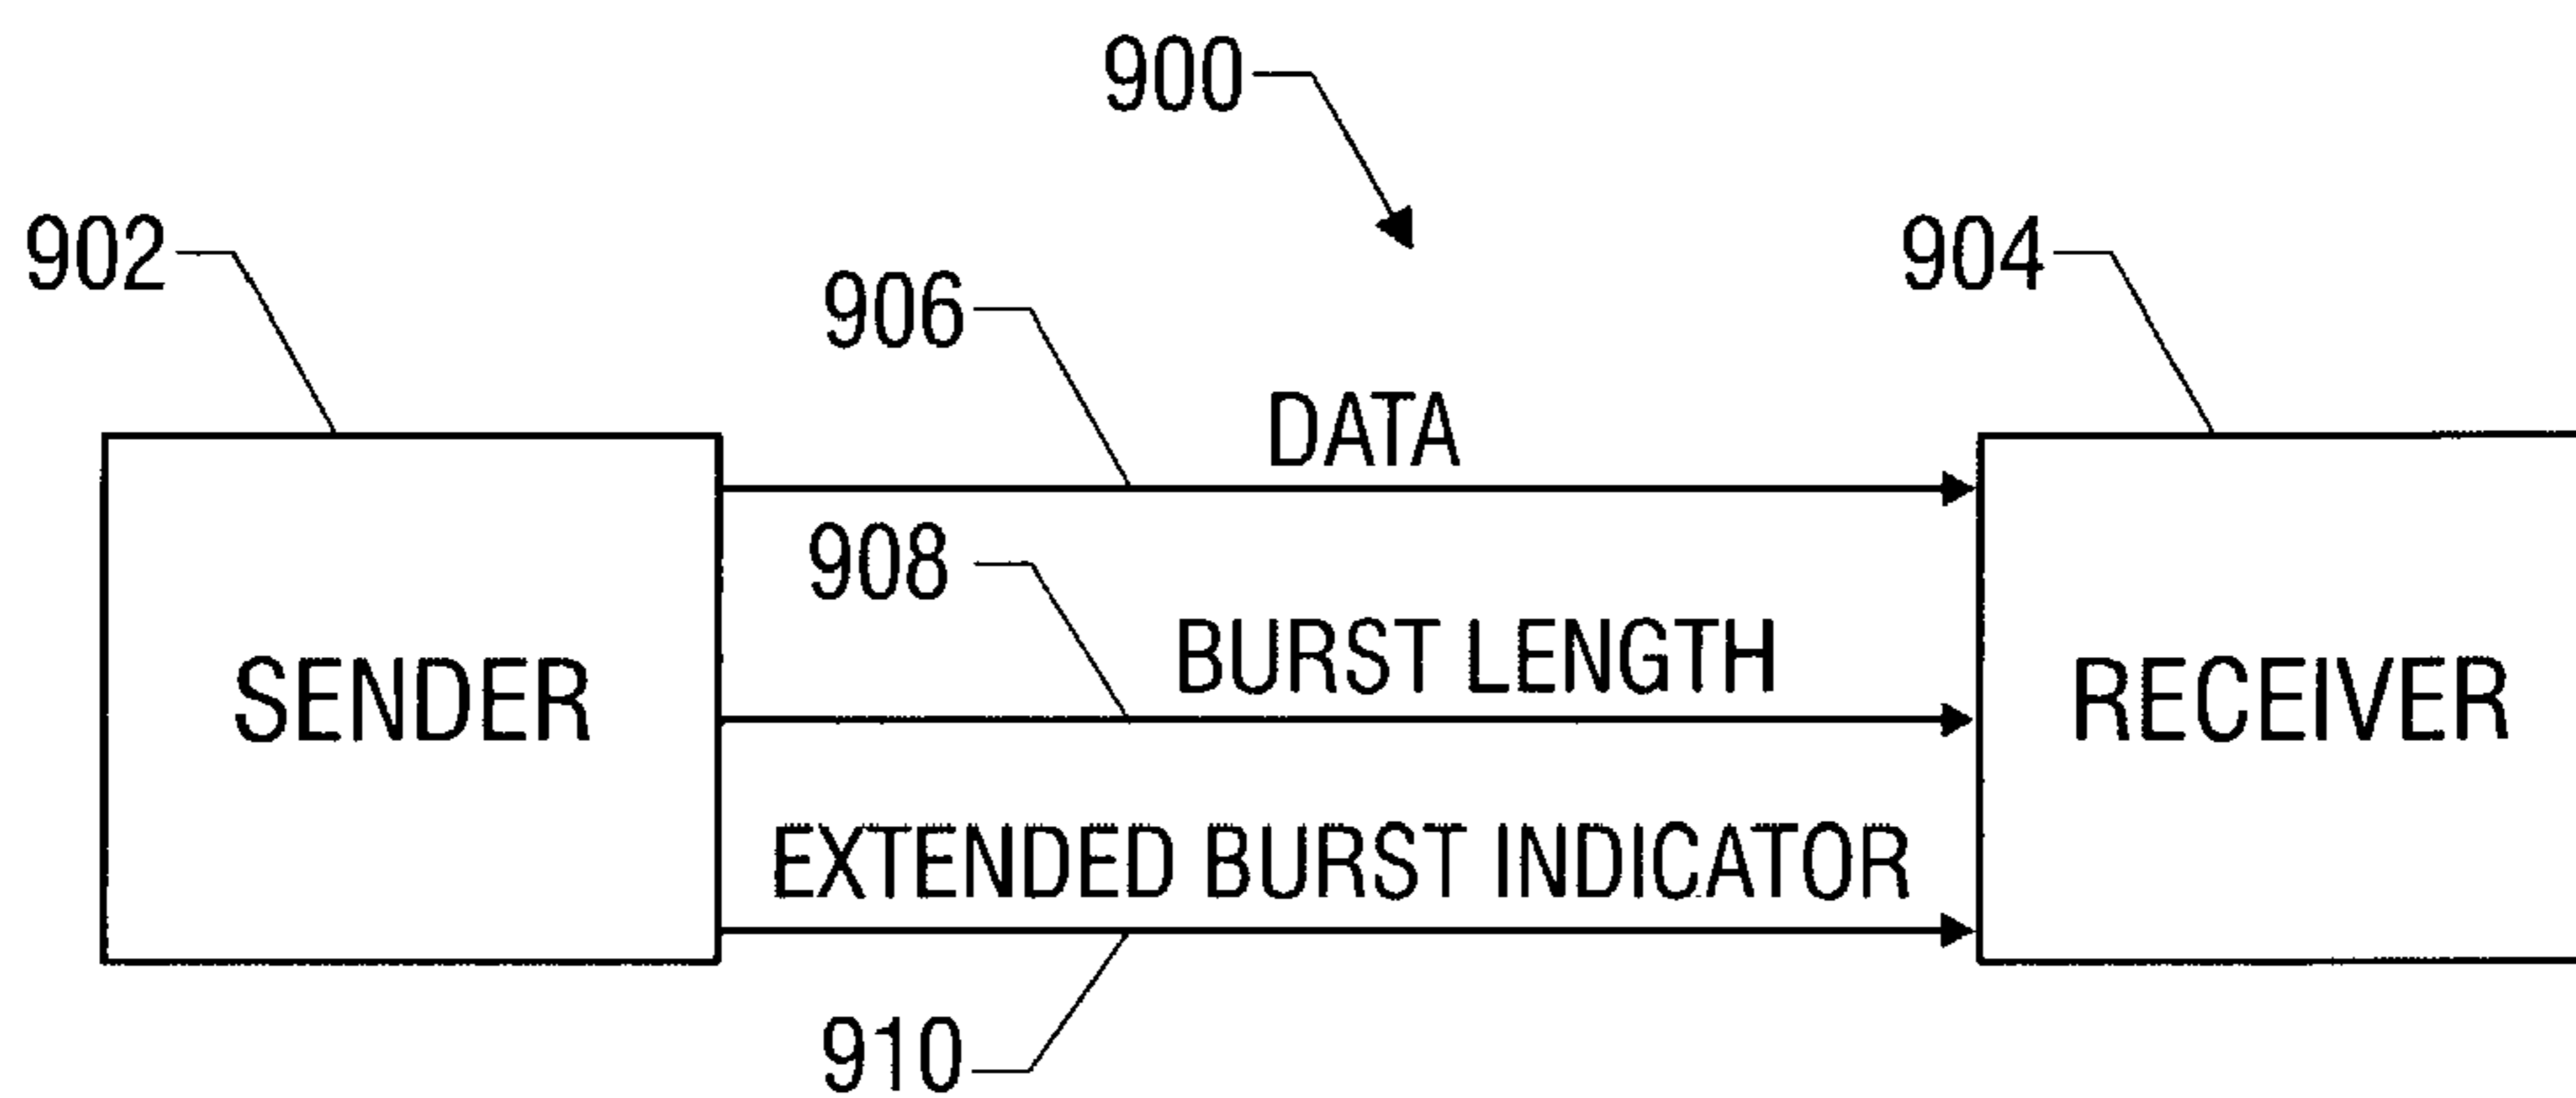 900
902
904
906
DATA
908
BURST LENGTH
SENDER
RECEIVER
EXTENDED BURST INDICATOR
910